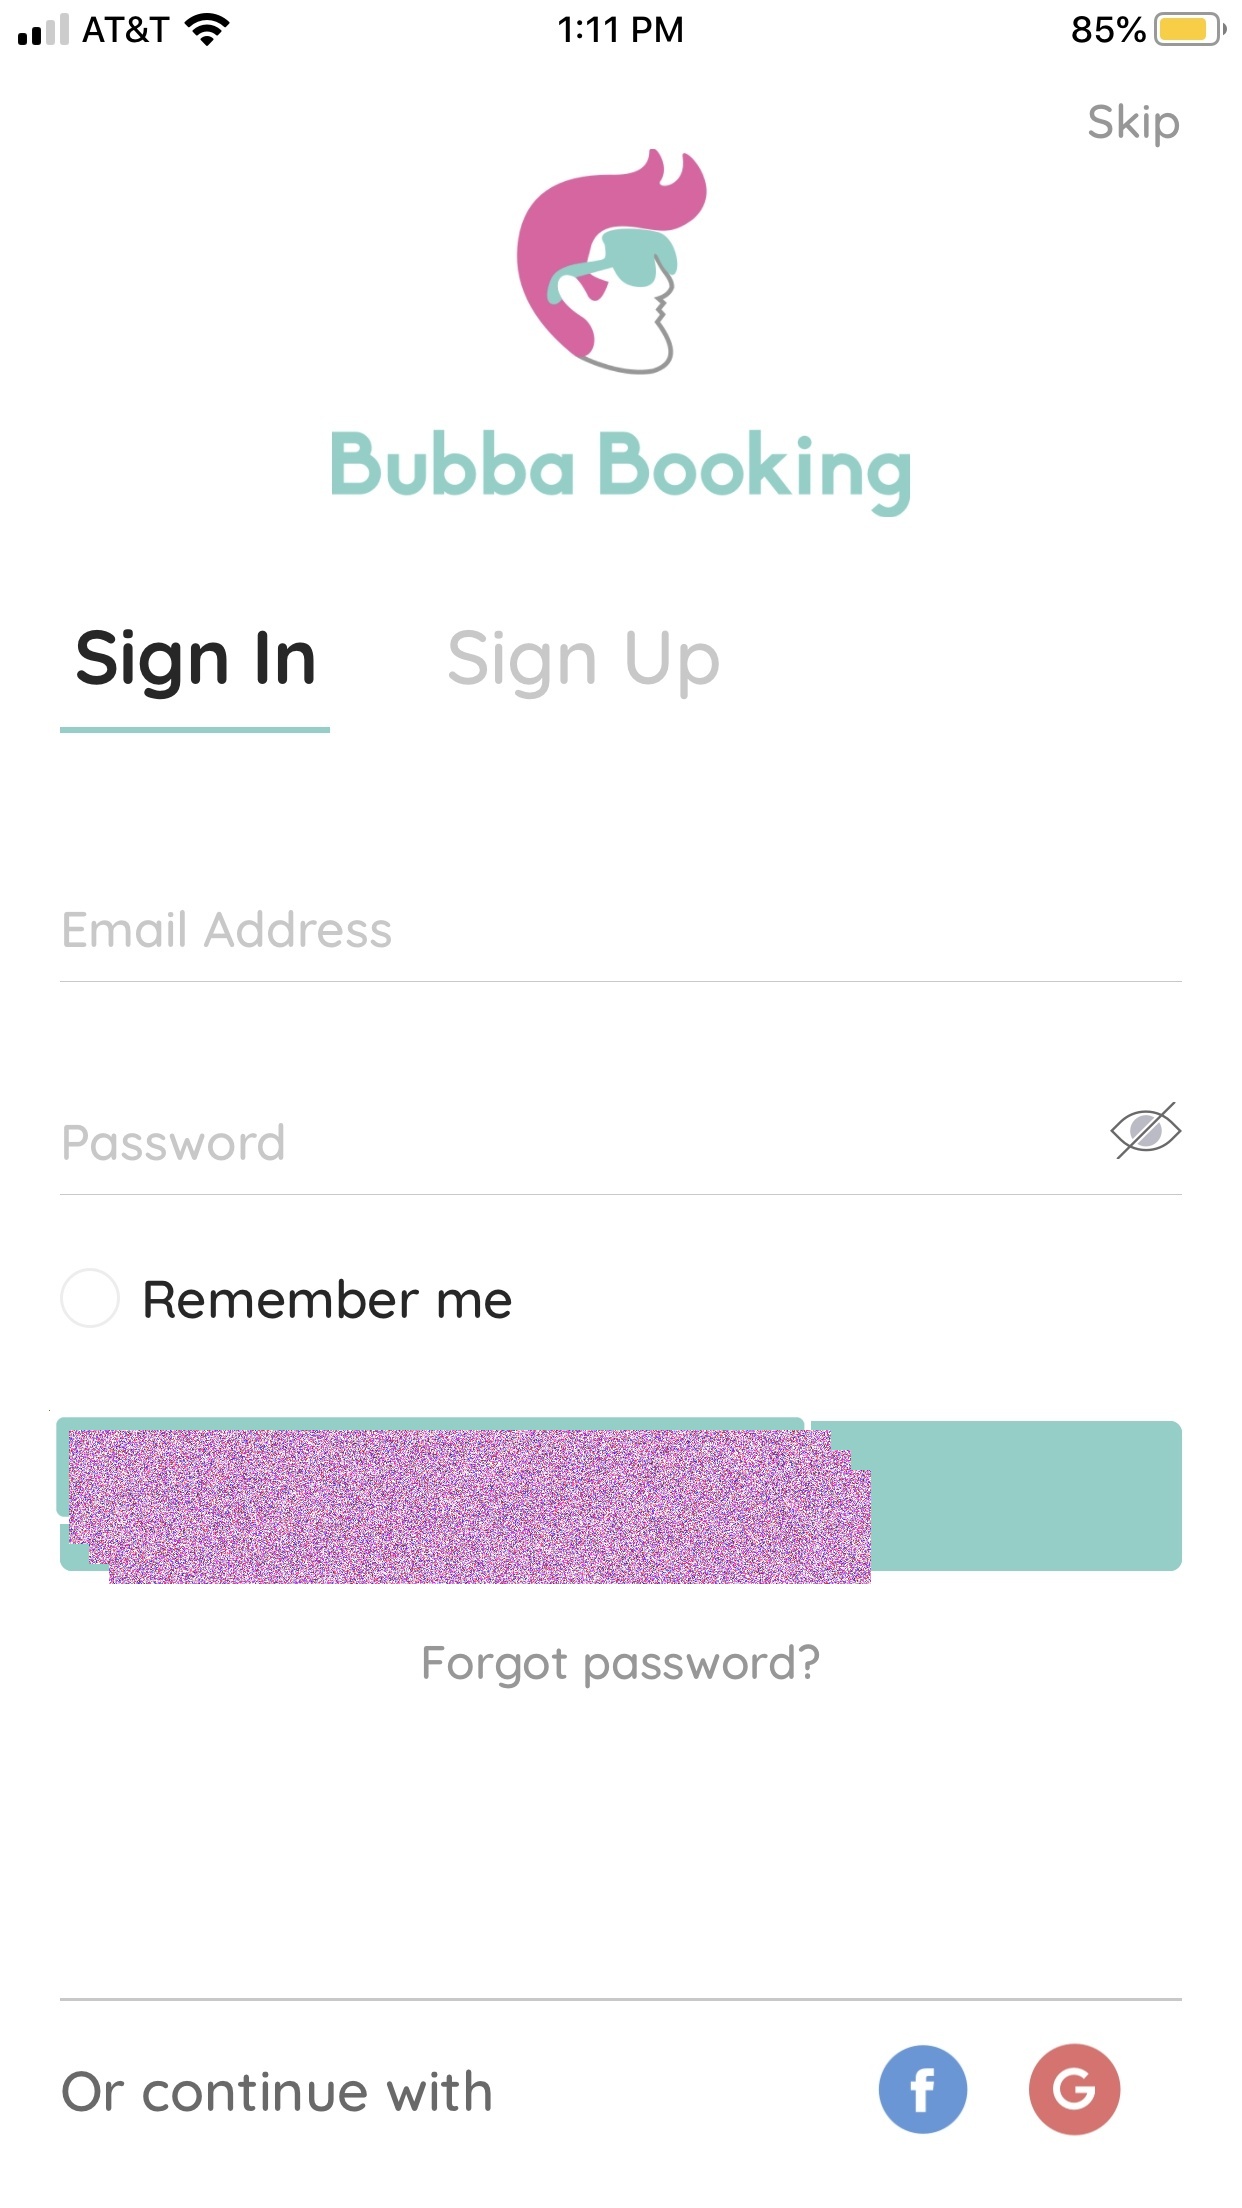 AT&T 1:11 PM 85%
Skip
Bubba Booking
Sign In Sign Up
Email Address
Password
Remember me
Forgot password?
Or continue with f G